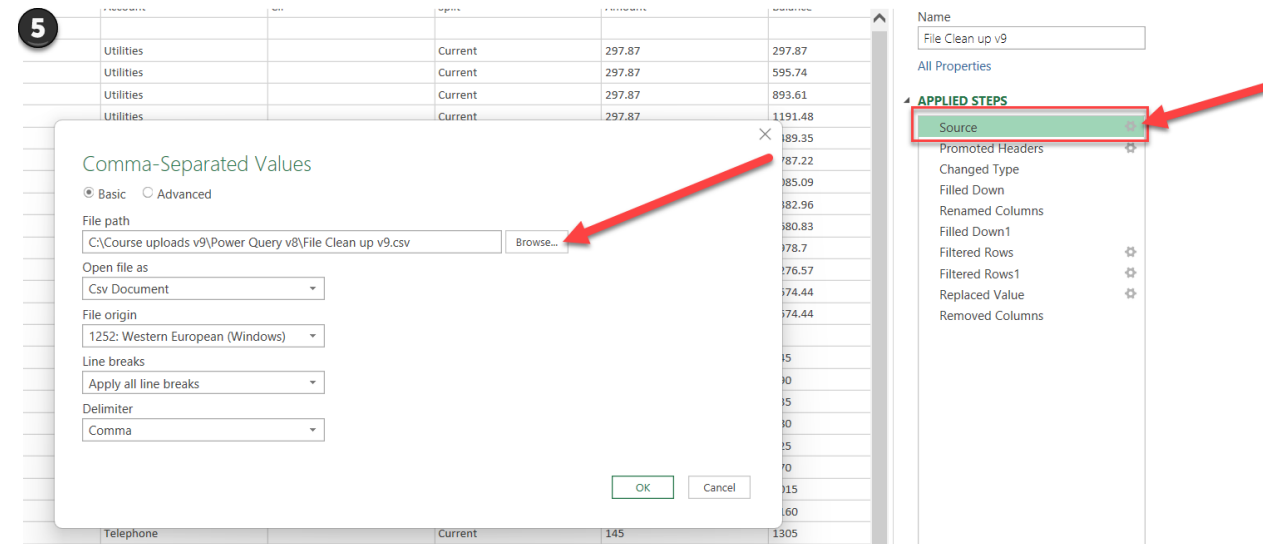 5
Account Clr Split Amount Balance
Utilities Current 297.87 297.87
Utilities Current 297.87 595.74
Utilities Current 297.87 893.61
Utilities Current 297.87 1191.48
Comma-Separated Values
Basic Advanced
File path
C:\Course uploads v9\Power Query v8\File Clean up v9.csv Browse...
Open file as
Csv Document
File origin
1252: Western European (Windows)
Line breaks
Apply all line breaks
Delimiter
Comma
OK Cancel
Telephone Current 145 1305
Name
File Clean up v9
All Properties
APPLIED STEPS
Source
Promoted Headers
Changed Type
Filled Down
Renamed Columns
Filled Down1
Filtered Rows
Filtered Rows1
Replaced Value
Removed Columns